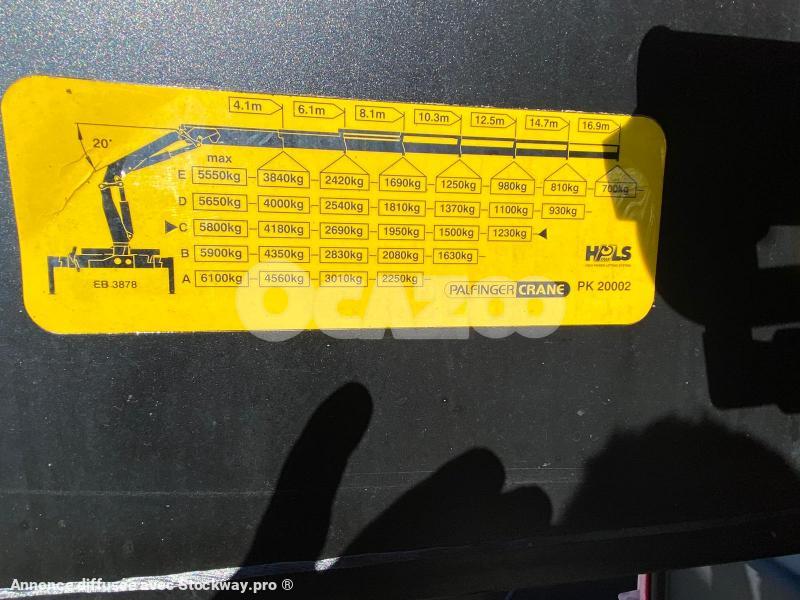 4.1m 6.1m 8.1m 10.3m 12.5m 14.7m 16.9m
20°
max
E 5550kg 3840kg 2420kg 1690kg 1250kg 980kg 810kg 700kg
D 5650kg 4000kg 2540kg 1810kg 1370kg 1100kg 930kg
C 5800kg 4180kg 2690kg 1950kg 1500kg 1230kg
B 5900kg 4350kg 2830kg 2080kg 1630kg
HPLS
A 6100kg 4560kg 3010kg 2250kg
EB 3878
PALFINGER CRANE PK 20002
OCAZOO
Annonce diffusée avec Stockway.pro ®